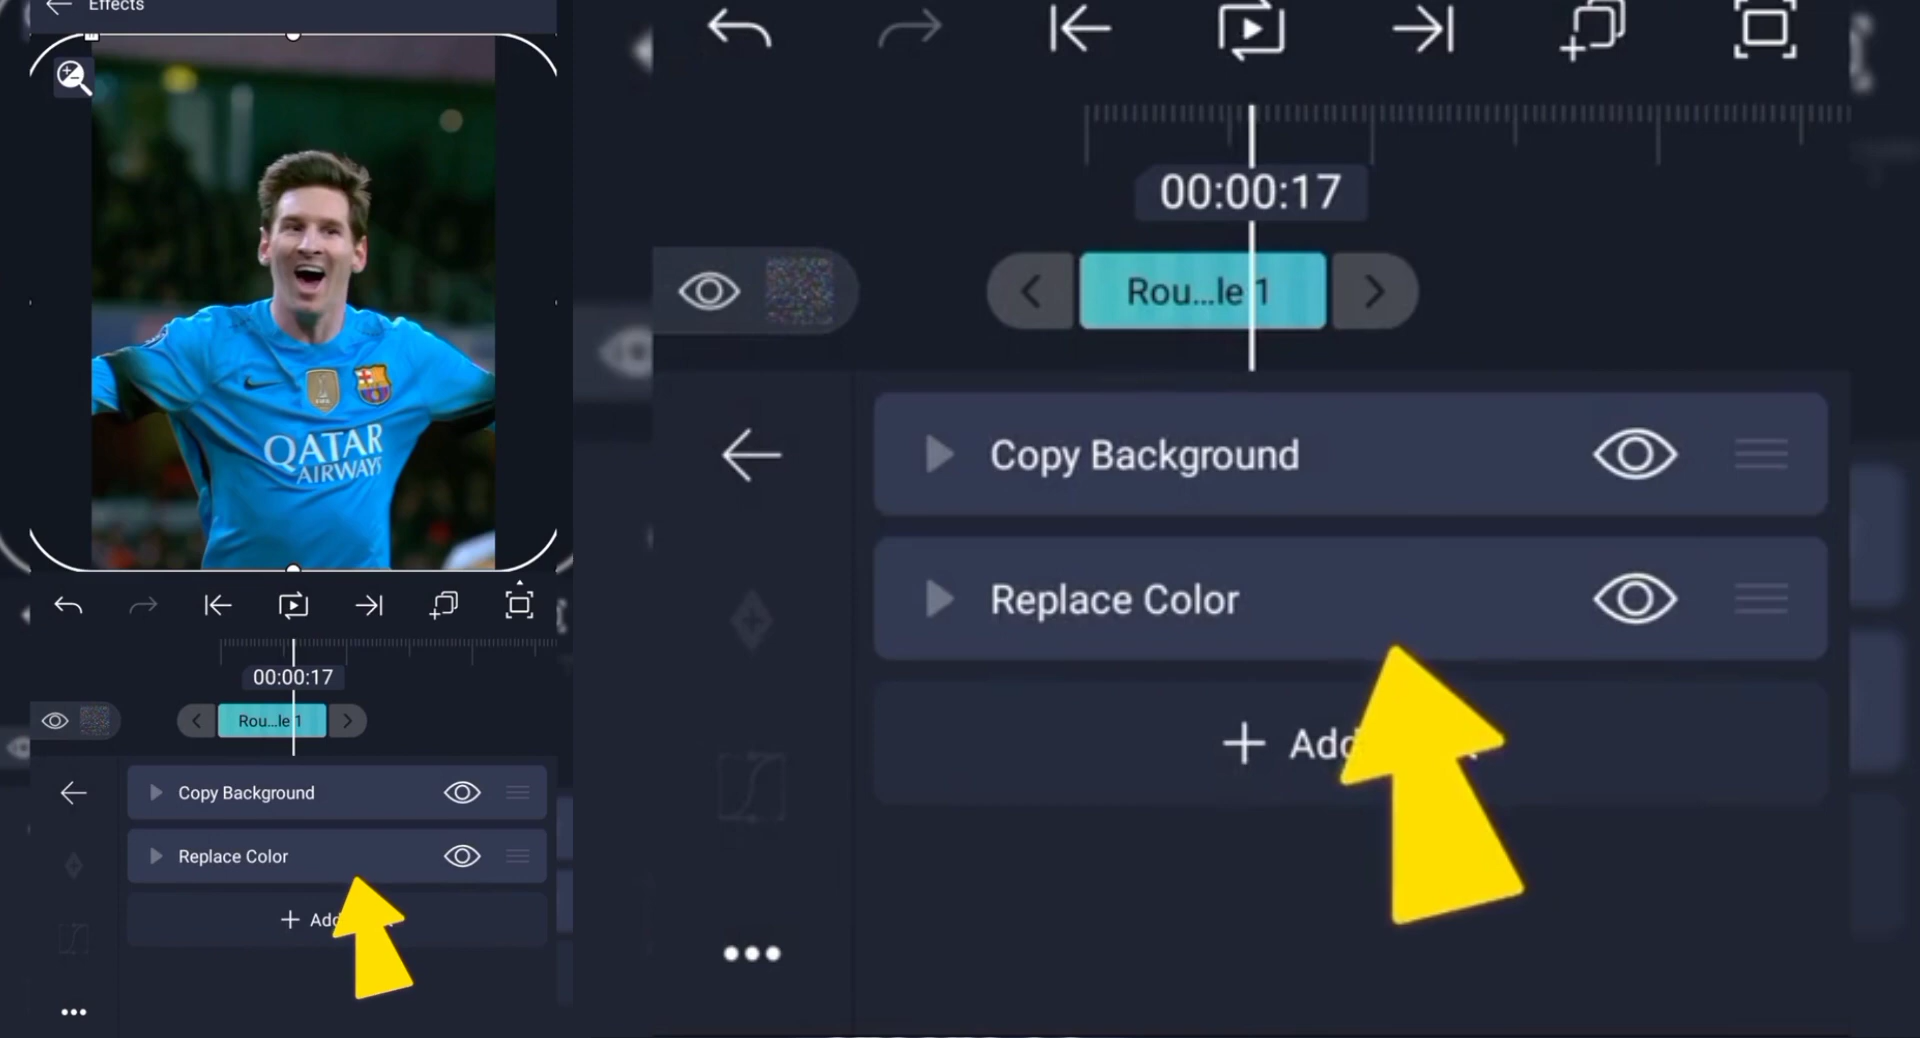 Effects
QATAR
AIRWAYS
00:00:17
Rou...le 1
Copy Background
Replace Color
+ Add
00:00:17
Rou...le 1
Copy Background
Replace Color
+ Add